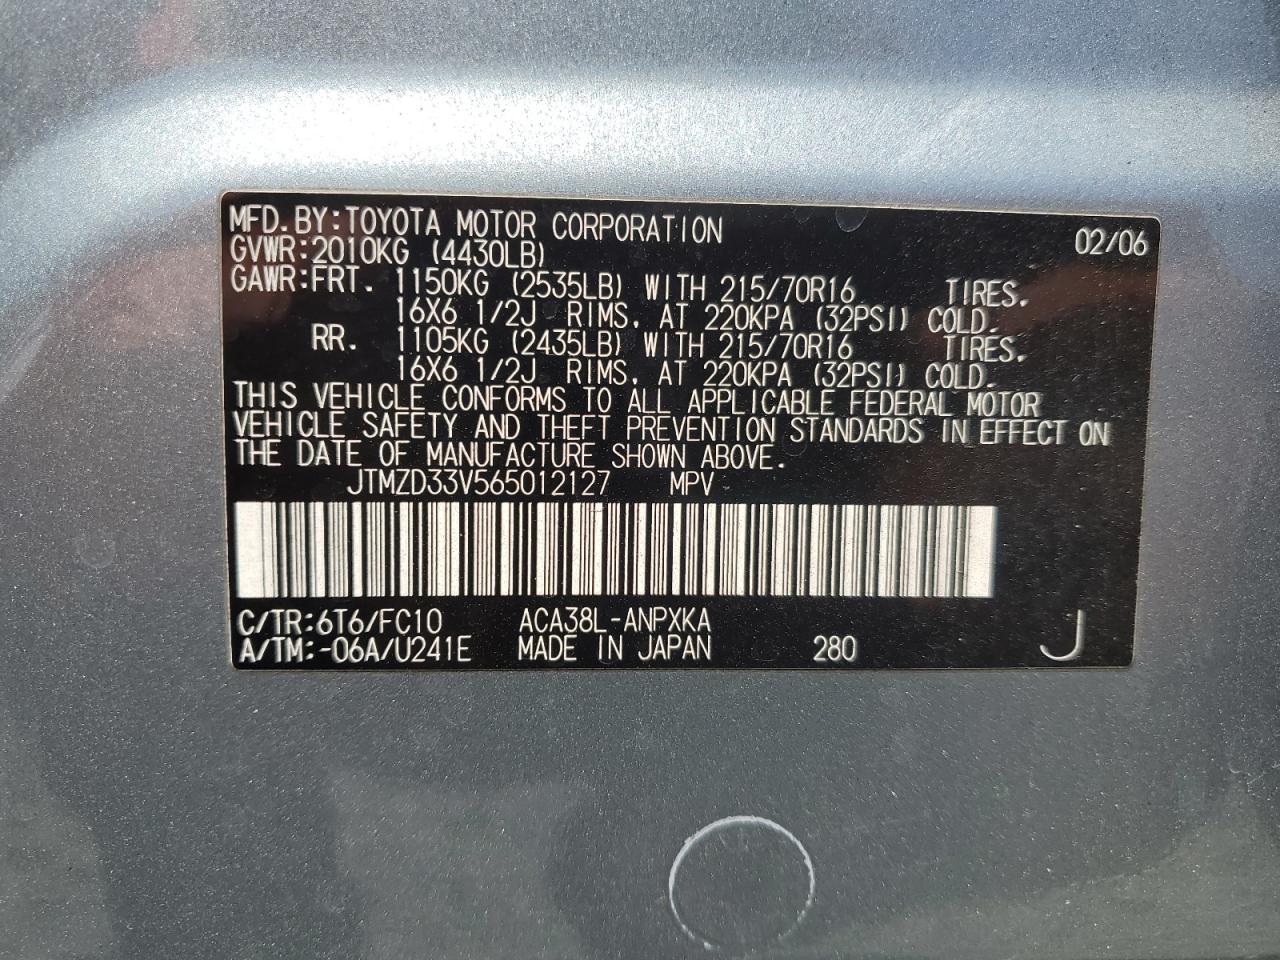 MFD.BY:TOYOTA MOTOR CORPORATION 02/06
GVWR:2010KG (4430LB)
GAWR:FRT. 1150KG (2535LB) WITH 215/70R16 TIRES.
16X6 1/2J RIMS, AT 220KPA (32PSI) COLD.
RR. 1105KG (2435LB) WITH 215/70R16 TIRES.
16X6 1/2J RIMS, AT 220KPA (32PSI) COLD.
THIS VEHICLE CONFORMS TO ALL APPLICABLE FEDERAL MOTOR
VEHICLE SAFETY AND THEFT PREVENTION STANDARDS IN EFFECT ON
THE DATE OF MANUFACTURE SHOWN ABOVE.
JTMZD33V565012127 MPV
C/TR:6T6/FC10 ACA38L-ANPXKA
A/TM:-06A/U241E MADE IN JAPAN 280 J